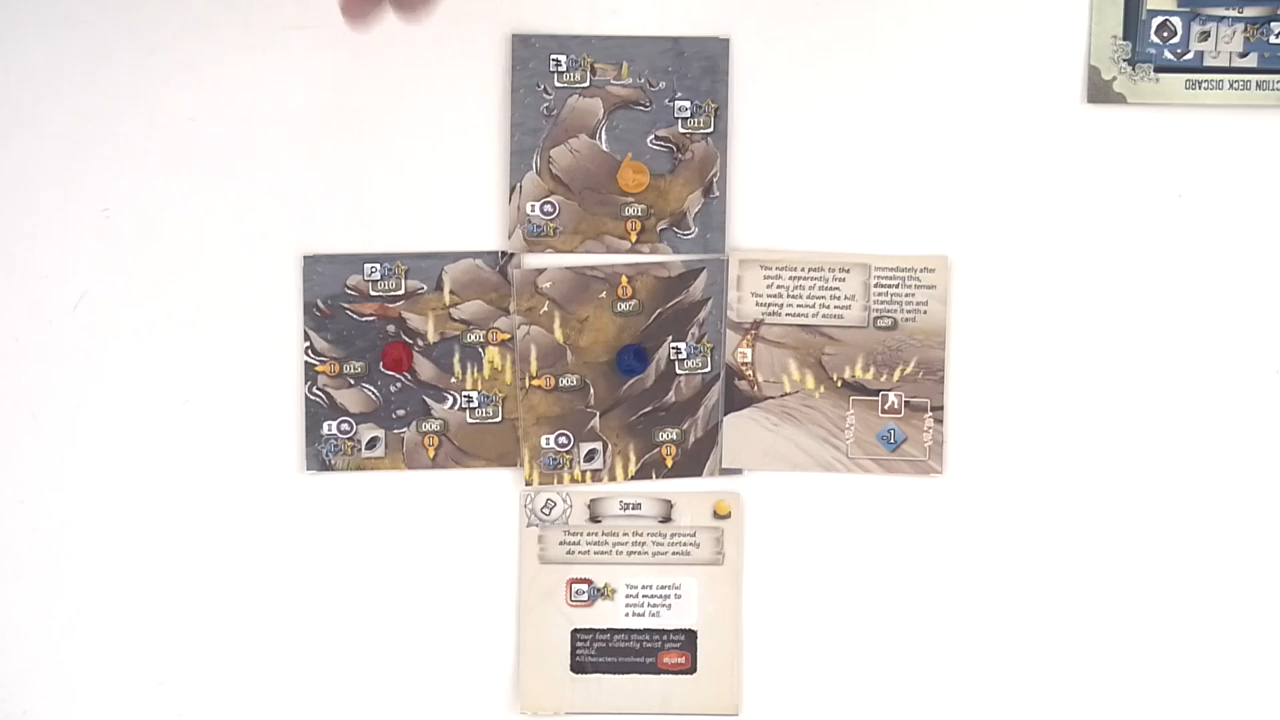 018
011
001
CTION DECK DISCARD
010
001
015
013
006
007
005
003
004
You notice a path to the
south, apparently free
of any jets of steam.
You walk back down the hill,
keeping in mind the most
viable means of access.
Immediately after
revealing this,
discard the terrain
card you are
standing on and
replace it with a
card.
-1
Sprain
There are holes in the rocky ground
ahead. Watch your step. You certainly
do not want to sprain your ankle.
You are careful
and manage to
avoid having
a bad fall.
Your foot gets stuck in a hole
and you violently twist your
ankle.
All characters involved get injured